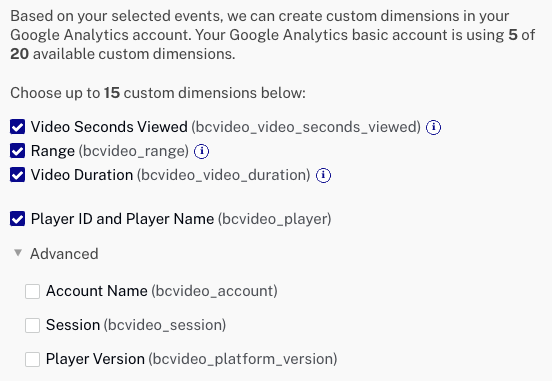 Based on your selected events, we can create custom dimensions in your
Google Analytics account. Your Google Analytics basic account is using 5 of
20 available custom dimensions.
Choose up to 15 custom dimensions below:
Video Seconds Viewed (bcvideo_video_seconds_viewed) i
Range (bcvideo_range) i
Video Duration (bcvideo_video_duration) i
Player ID and Player Name (bcvideo_player)
Advanced
Account Name (bcvideo_account)
Session (bcvideo_session)
Player Version (bcvideo_platform_version)